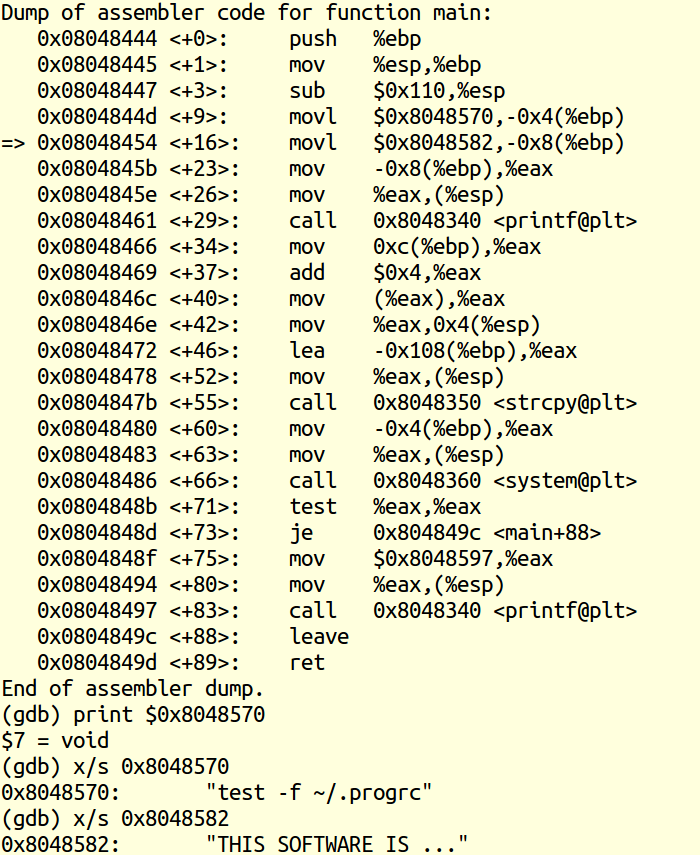 Dump of assembler code for function main:
   0x08048444 <+0>:     push   %ebp
   0x08048445 <+1>:     mov    %esp,%ebp
   0x08048447 <+3>:     sub    $0x110,%esp
   0x0804844d <+9>:     movl   $0x8048570,-0x4(%ebp)
=> 0x08048454 <+16>:    movl   $0x8048582,-0x8(%ebp)
   0x0804845b <+23>:    mov    -0x8(%ebp),%eax
   0x0804845e <+26>:    mov    %eax,(%esp)
   0x08048461 <+29>:    call   0x8048340 <printf@plt>
   0x08048466 <+34>:    mov    0xc(%ebp),%eax
   0x08048469 <+37>:    add    $0x4,%eax
   0x0804846c <+40>:    mov    (%eax),%eax
   0x0804846e <+42>:    mov    %eax,0x4(%esp)
   0x08048472 <+46>:    lea    -0x108(%ebp),%eax
   0x08048478 <+52>:    mov    %eax,(%esp)
   0x0804847b <+55>:    call   0x8048350 <strcpy@plt>
   0x08048480 <+60>:    mov    -0x4(%ebp),%eax
   0x08048483 <+63>:    mov    %eax,(%esp)
   0x08048486 <+66>:    call   0x8048360 <system@plt>
   0x0804848b <+71>:    test   %eax,%eax
   0x0804848d <+73>:    je     0x804849c <main+88>
   0x0804848f <+75>:    mov    $0x8048597,%eax
   0x08048494 <+80>:    mov    %eax,(%esp)
   0x08048497 <+83>:    call   0x8048340 <printf@plt>
   0x0804849c <+88>:    leave
   0x0804849d <+89>:    ret
End of assembler dump.
(gdb) print $0x8048570
$7 = void
(gdb) x/s 0x8048570
0x8048570:       "test -f ~/.progrc"
(gdb) x/s 0x8048582
0x8048582:       "THIS SOFTWARE IS ..."